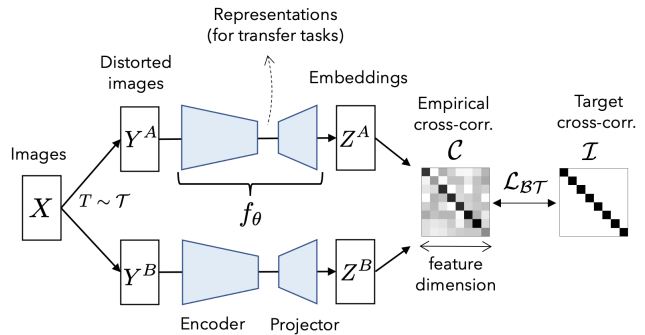 Representations
(for transfer tasks)
Distorted
images
Embeddings
Empirical
cross-corr.
Target
cross-corr.
Images
Y^A
Z^A
C
I
X
T ~ T
L_BT
f_θ
Y^B
Z^B
feature
dimension
Encoder
Projector